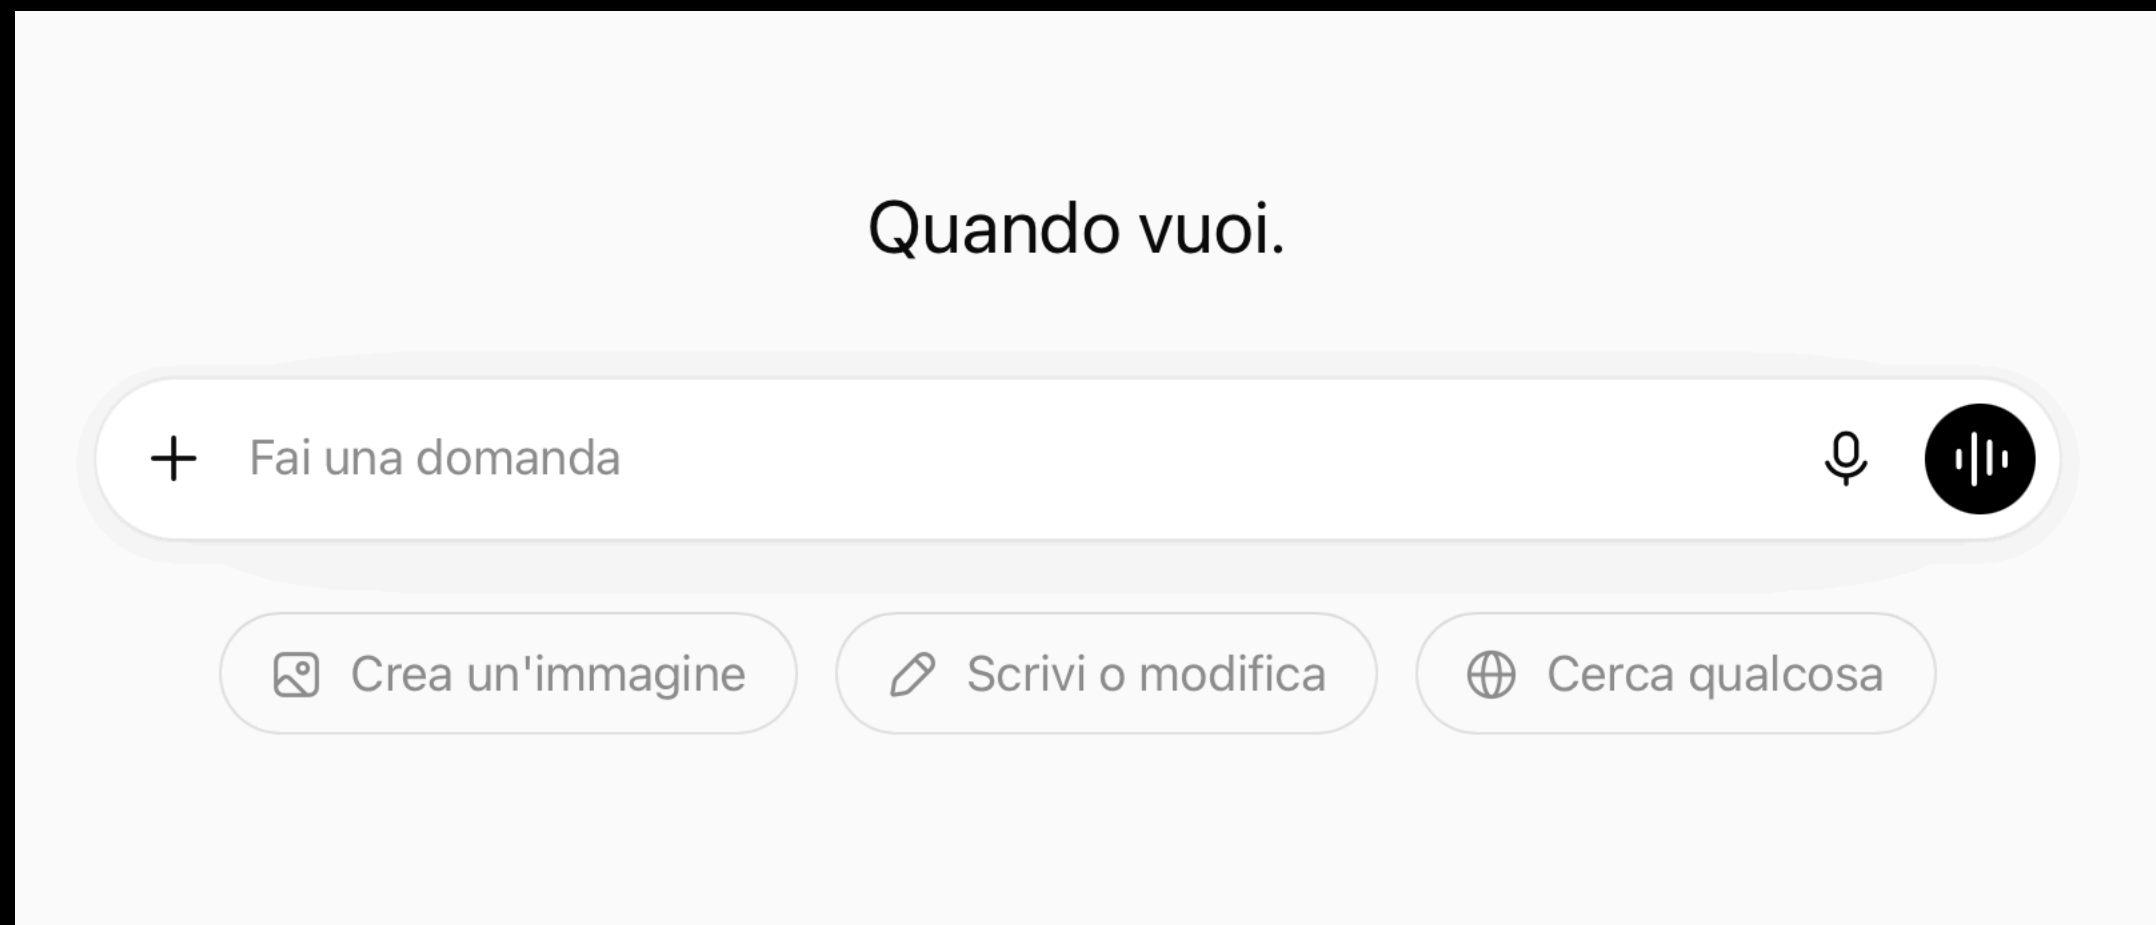 Quando vuoi.
Fai una domanda
Crea un'immagine
Scrivi o modifica
Cerca qualcosa